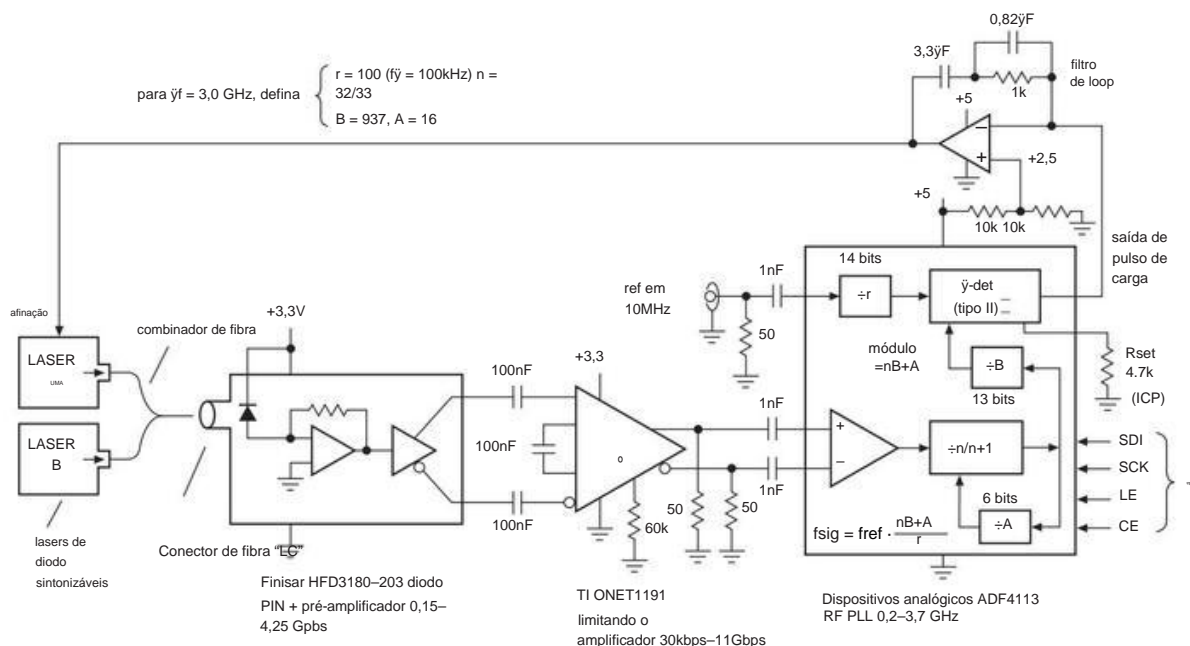 0,82ÿF
3,3ÿF
filtro
de loop
1k
r = 100 (fÿ = 100kHz) n =
32/33
para ÿf = 3,0 GHz, defina
B = 937, A = 16
+5
−
+
+2,5
+5
10k 10k
saída de
pulso de
carga
14 bits
1nF
ref em
10MHz
÷r
ÿ-det
(tipo II)
50
módulo
=nB+A
÷B
13 bits
Rset
4.7k
(ICP)
afinação
combinador de fibra
+3,3V
LASER
UMA
LASER
B
100nF
+3,3
100nF
100nF
o
1nF
1nF
+
−
÷n/n+1
SDI
SCK
LE
CE
6 bits
÷A
50
50
60k
fsig = fref · nB+A
r
lasers de
diodo
sintonizáveis
Conector de fibra “LC”
Finisar HFD3180–203 diodo
PIN + pré-amplificador 0,15–
4,25 Gpbs
TI ONET1191
limitando o
amplificador 30kbps–11Gbps
Dispositivos analógicos ADF4113
RF PLL 0,2–3,7 GHz